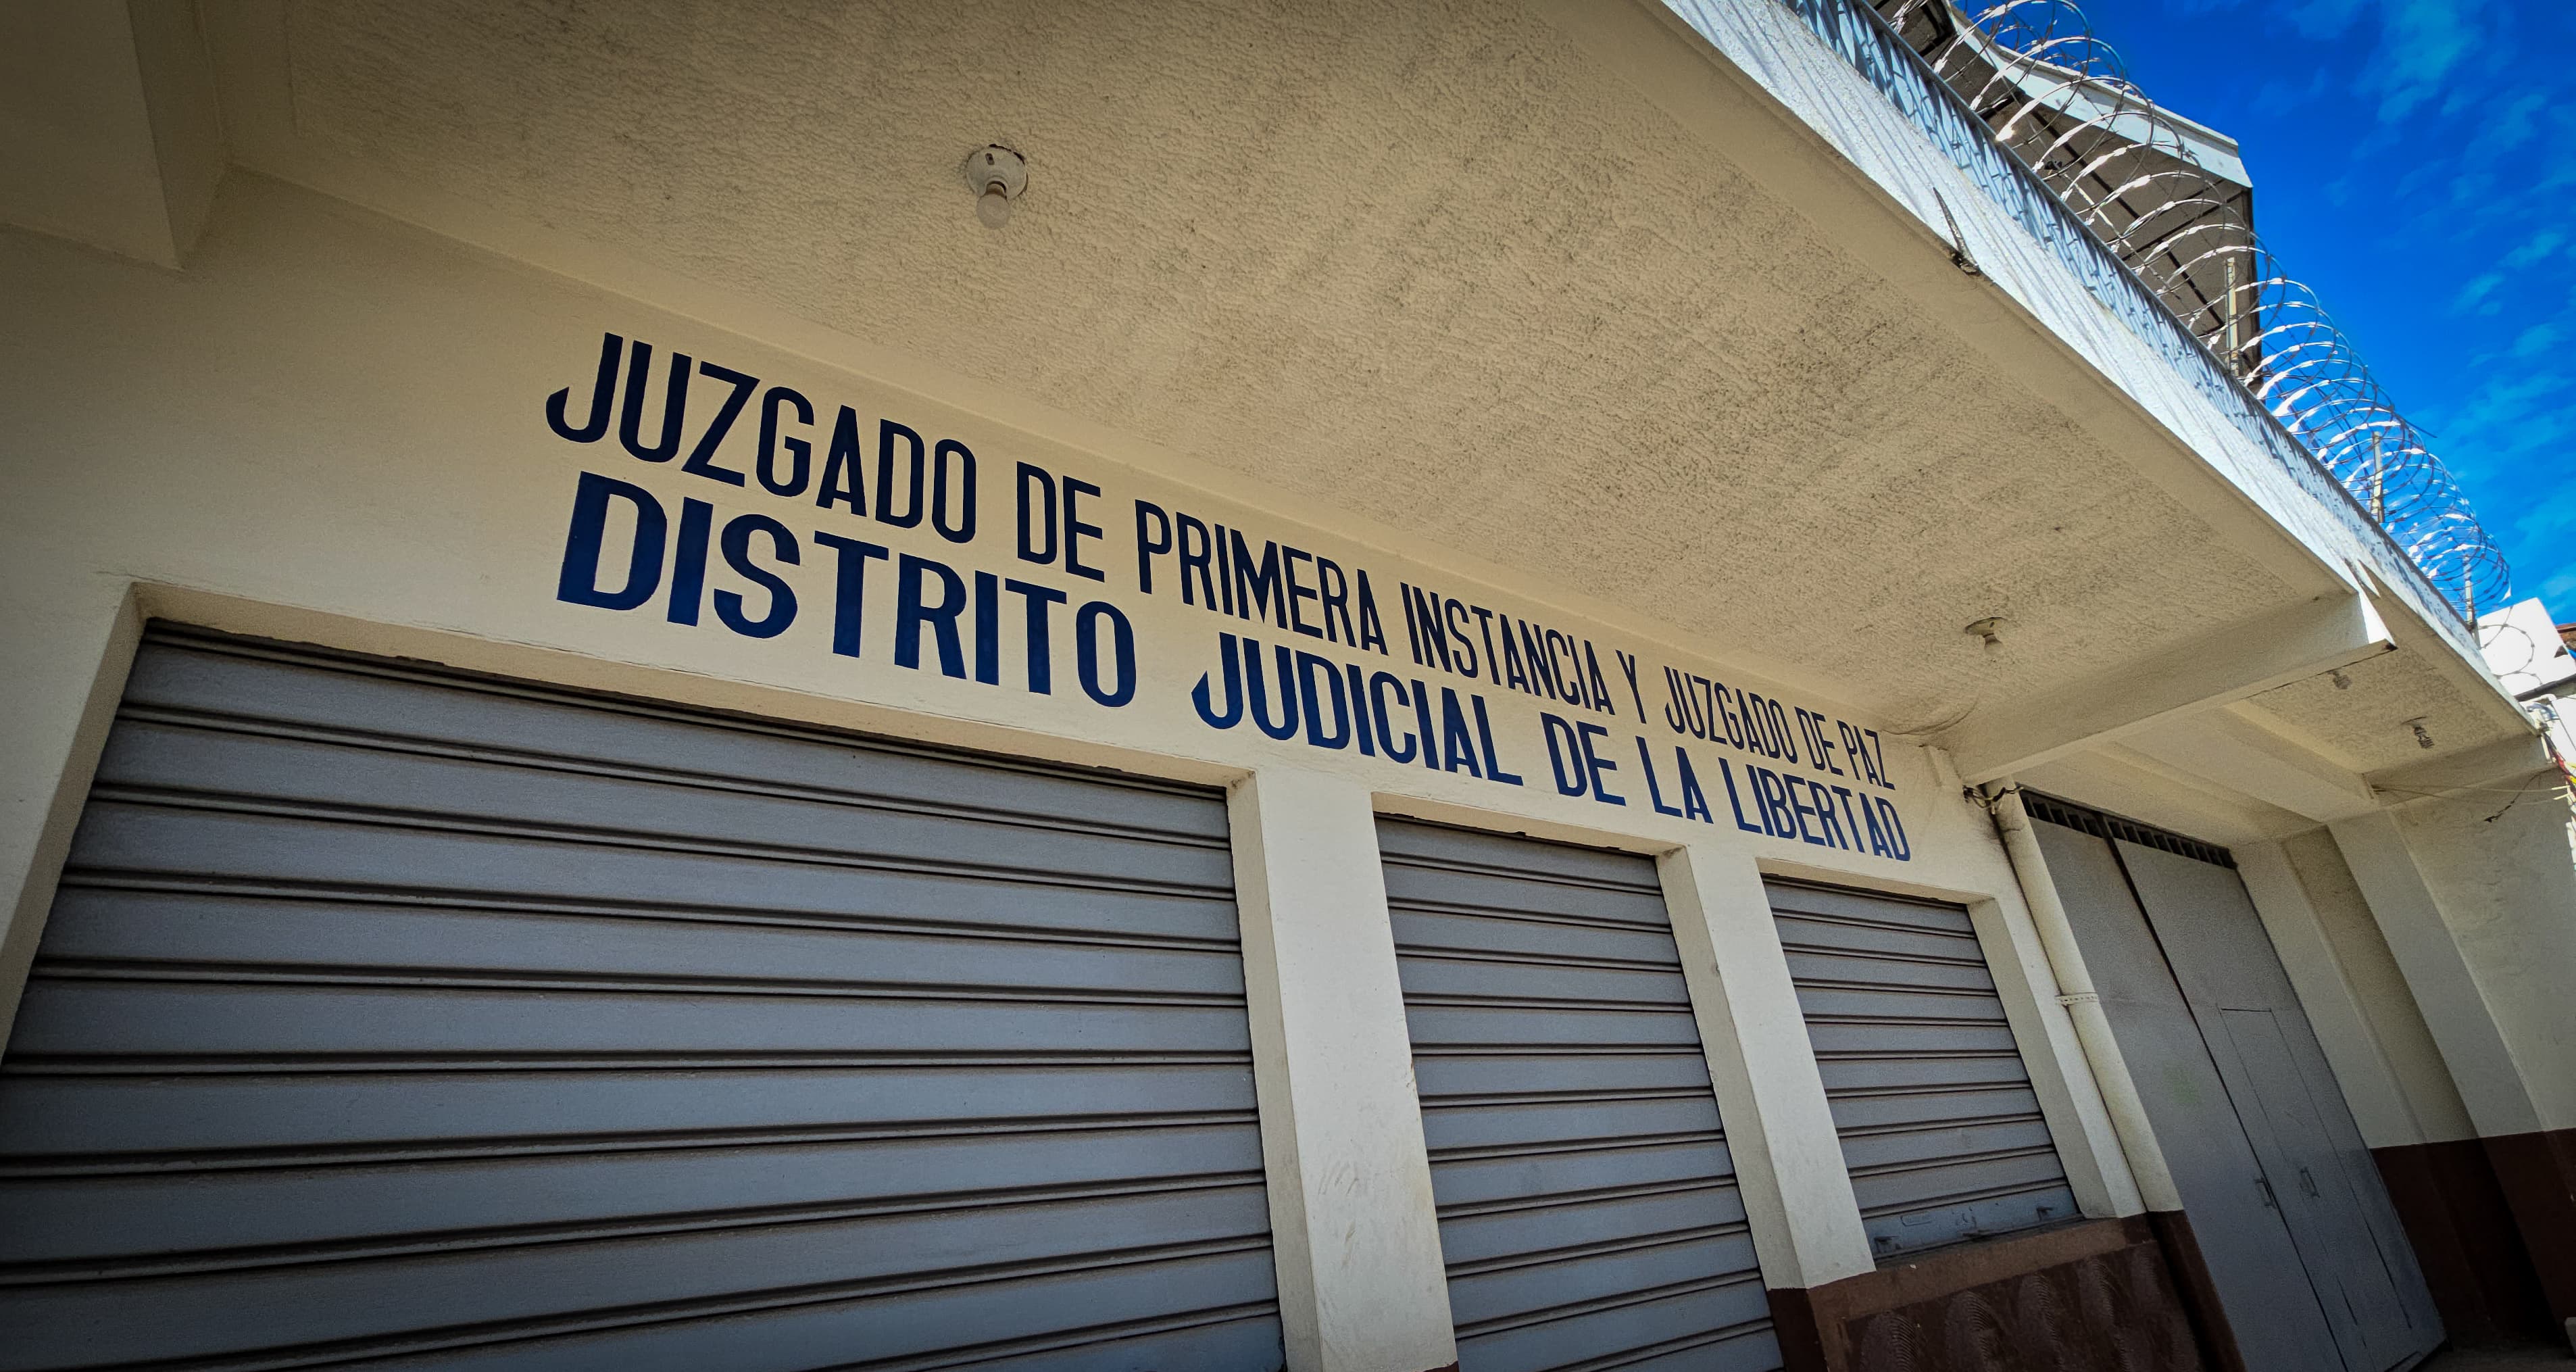 JUZGADO DE PRIMERA INSTANCIA Y JUZGADO DE PAZ
DISTRITO JUDICIAL DE LA LIBERTAD